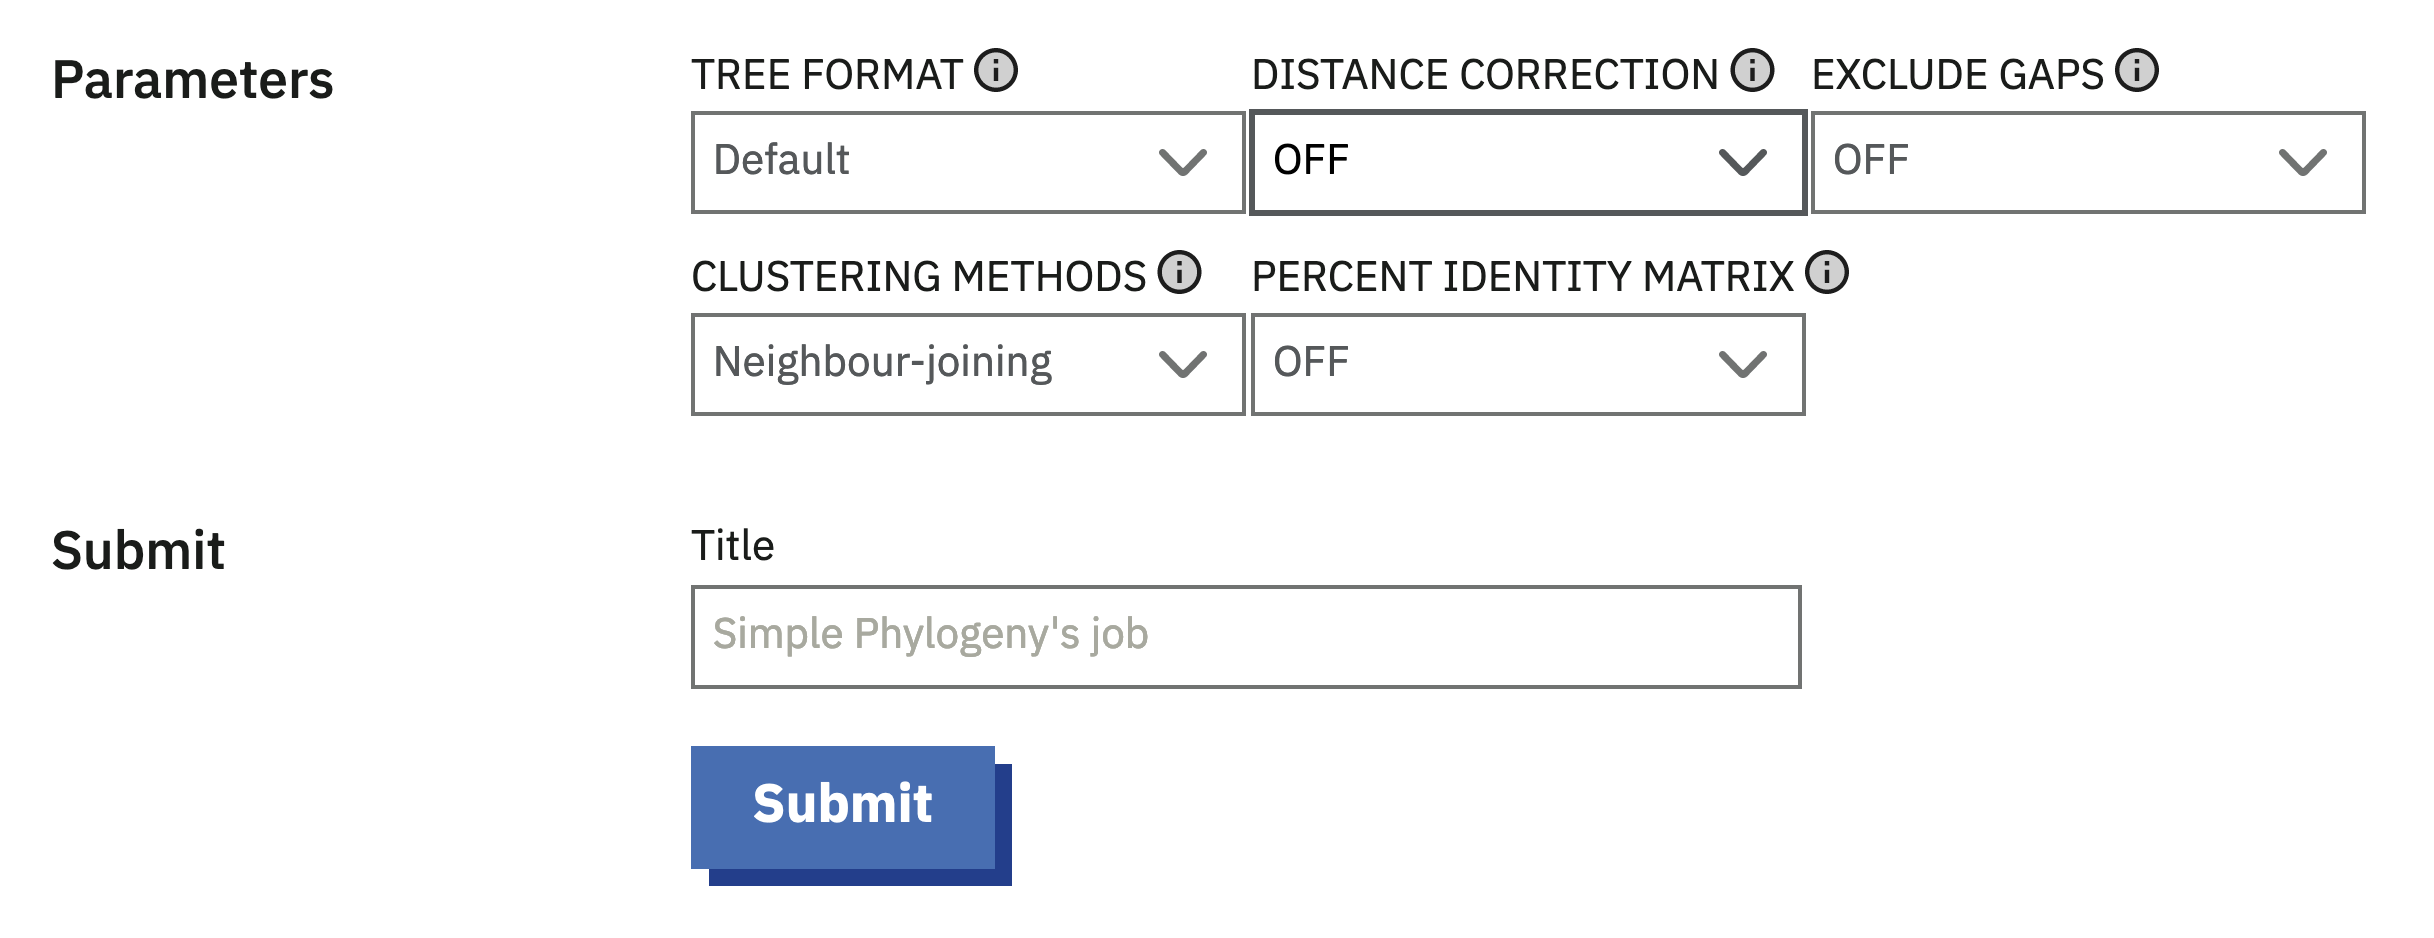 Parameters
TREE FORMAT i DISTANCE CORRECTION i EXCLUDE GAPS i
Default OFF OFF
CLUSTERING METHODS i PERCENT IDENTITY MATRIX i
Neighbour-joining OFF
Submit
Title
Simple Phylogeny's job
Submit